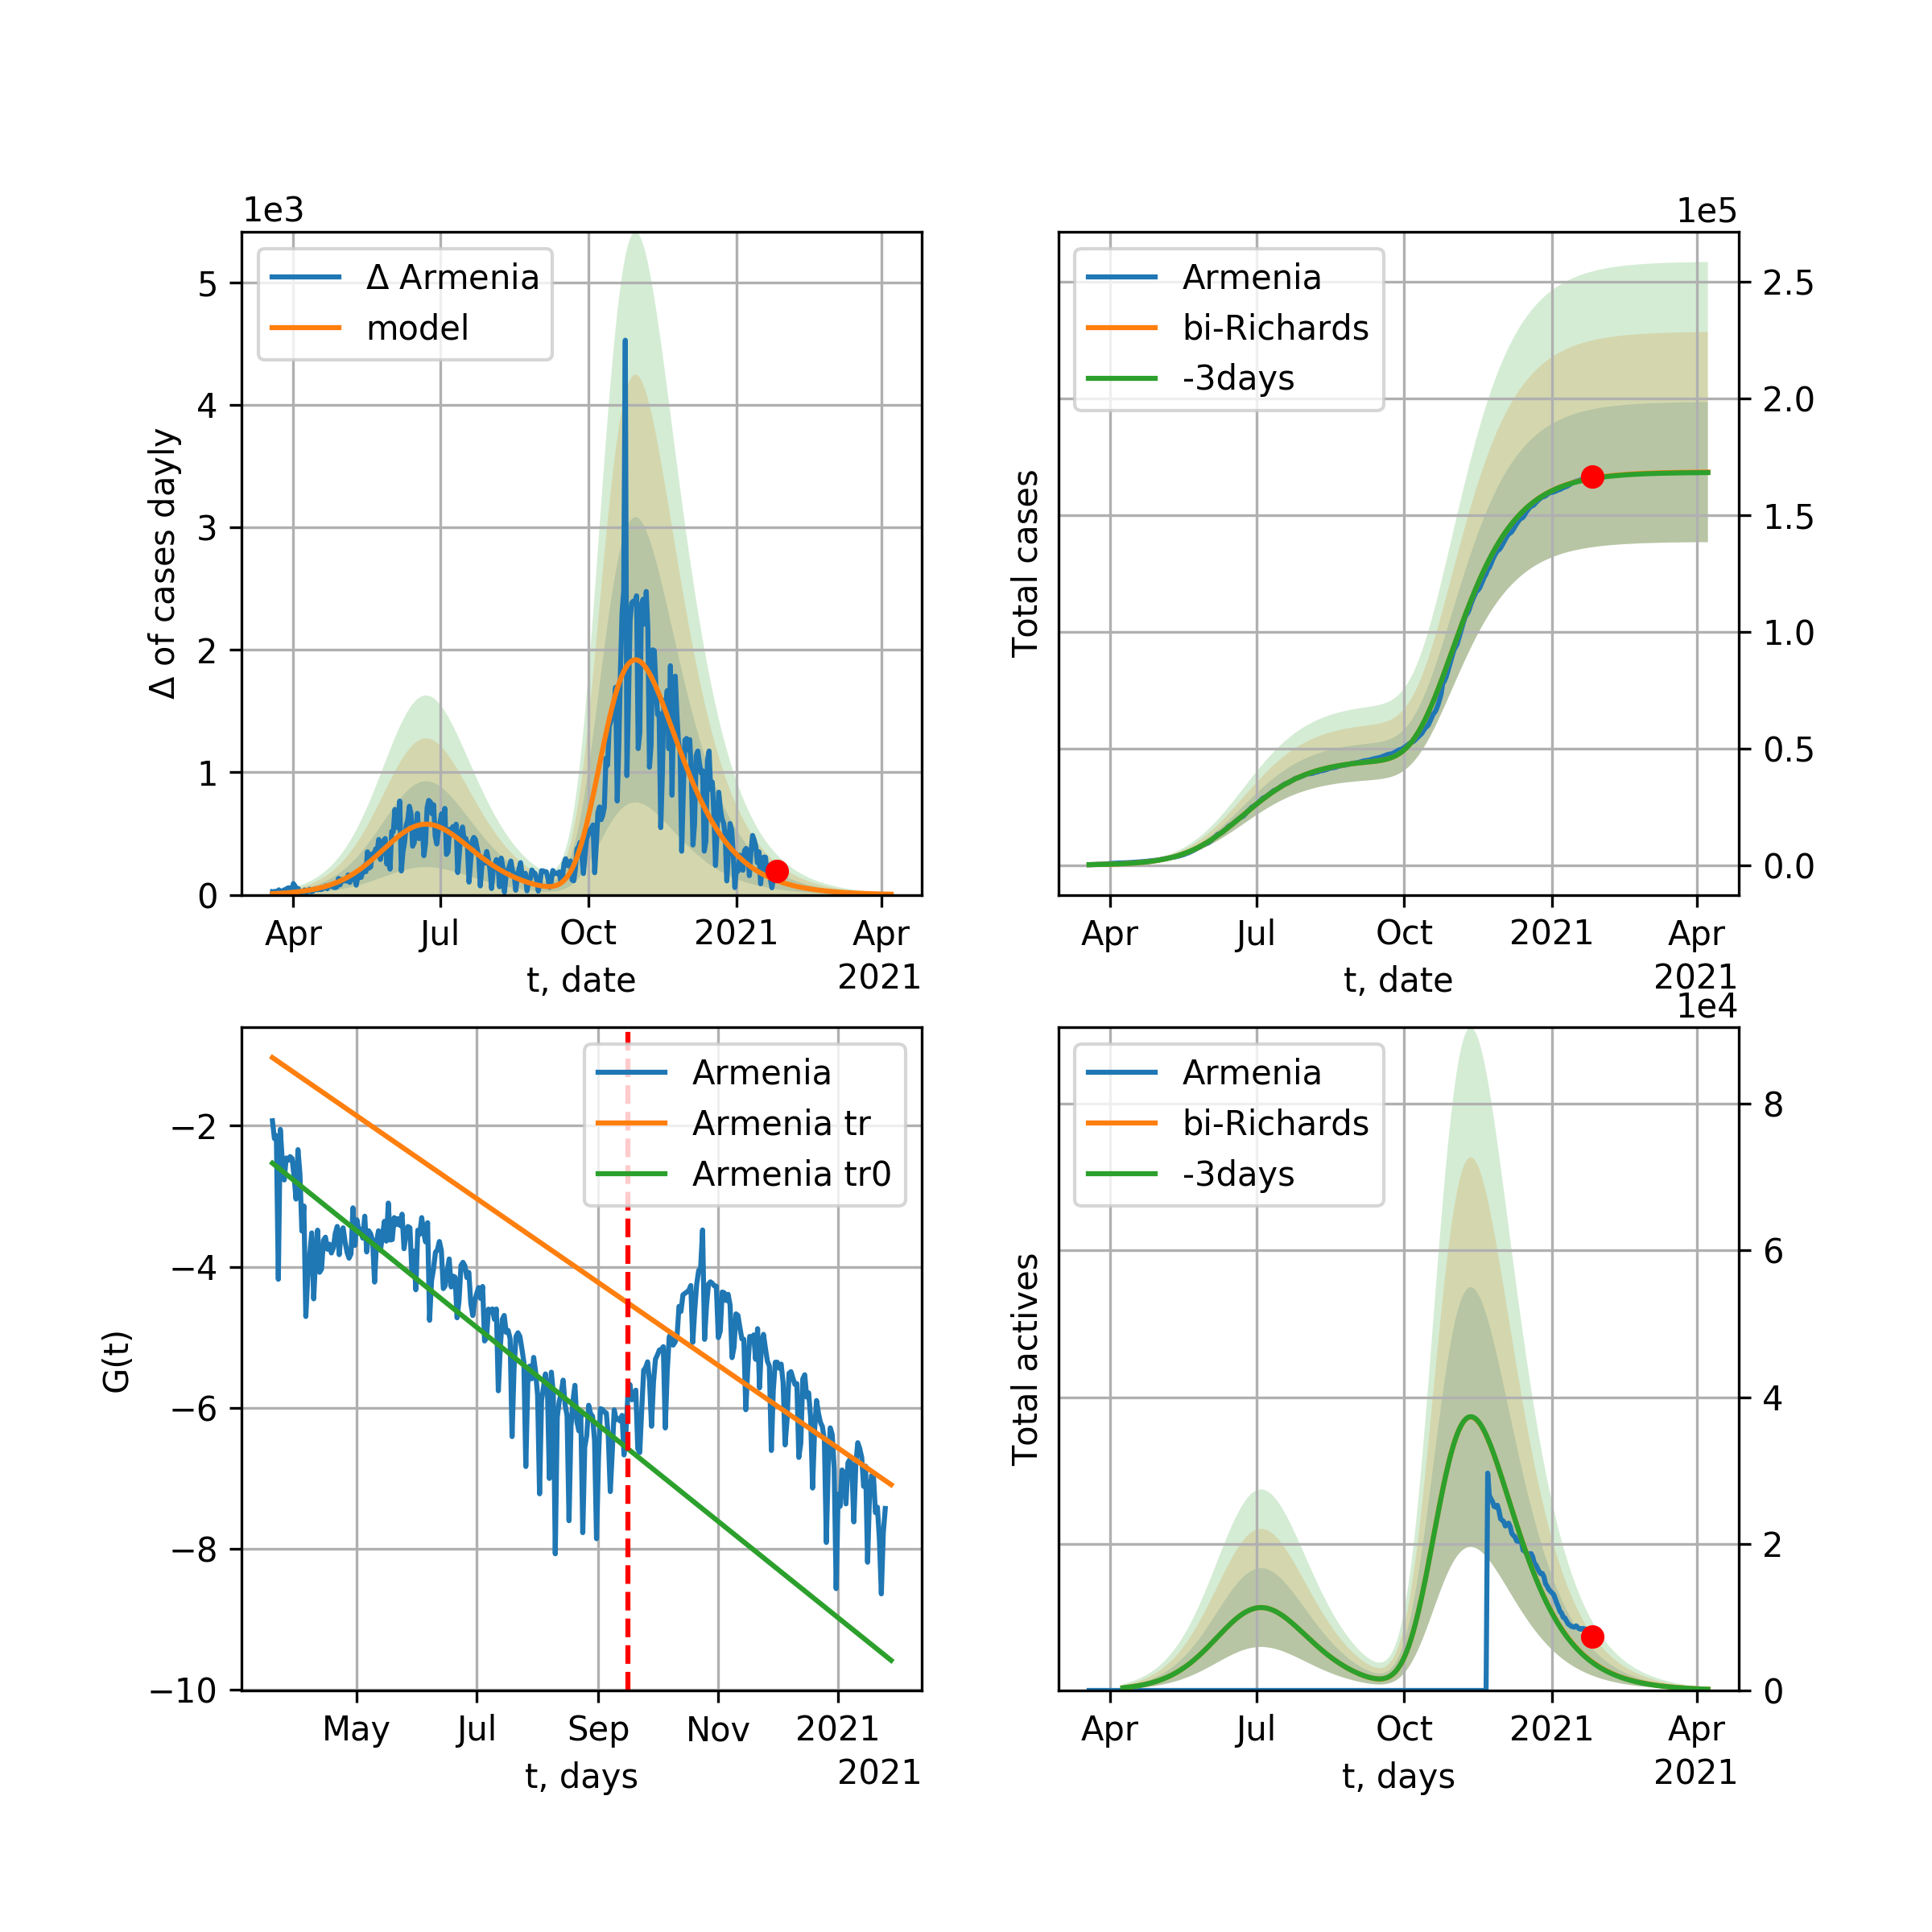 1e3
5
4
3
2
1
0
Δ of cases dayly
Δ Armenia
model
Apr
Jul
Oct
2021
Apr
2021
t, date
1e5
2.5
2.0
1.5
1.0
0.5
0.0
Total cases
Armenia
bi-Richards
-3days
Apr
Jul
Oct
2021
Apr
2021
t, date
−2
−4
−6
−8
−10
G(t)
Armenia
Armenia tr
Armenia tr0
May
Jul
Sep
Nov
2021
2021
t, days
1e4
8
6
4
2
0
Total actives
Armenia
bi-Richards
-3days
Apr
Jul
Oct
2021
Apr
2021
t, days